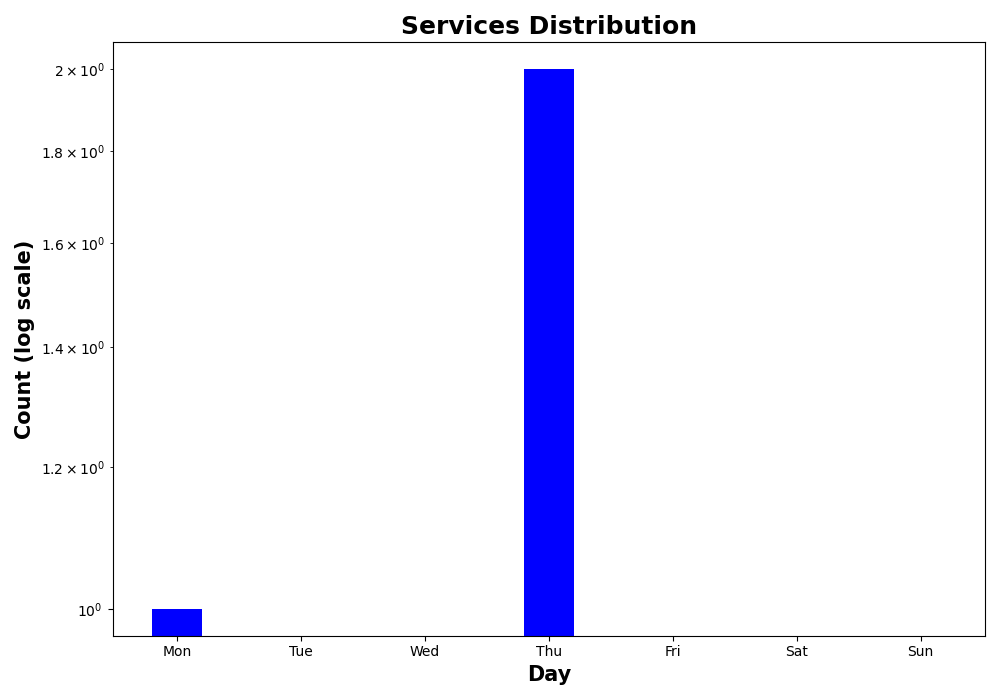 Services Distribution
Count (log scale)
2 × 10⁰
1.8 × 10⁰
1.6 × 10⁰
1.4 × 10⁰
1.2 × 10⁰
10⁰
Mon Tue Wed Thu Fri Sat Sun
Day